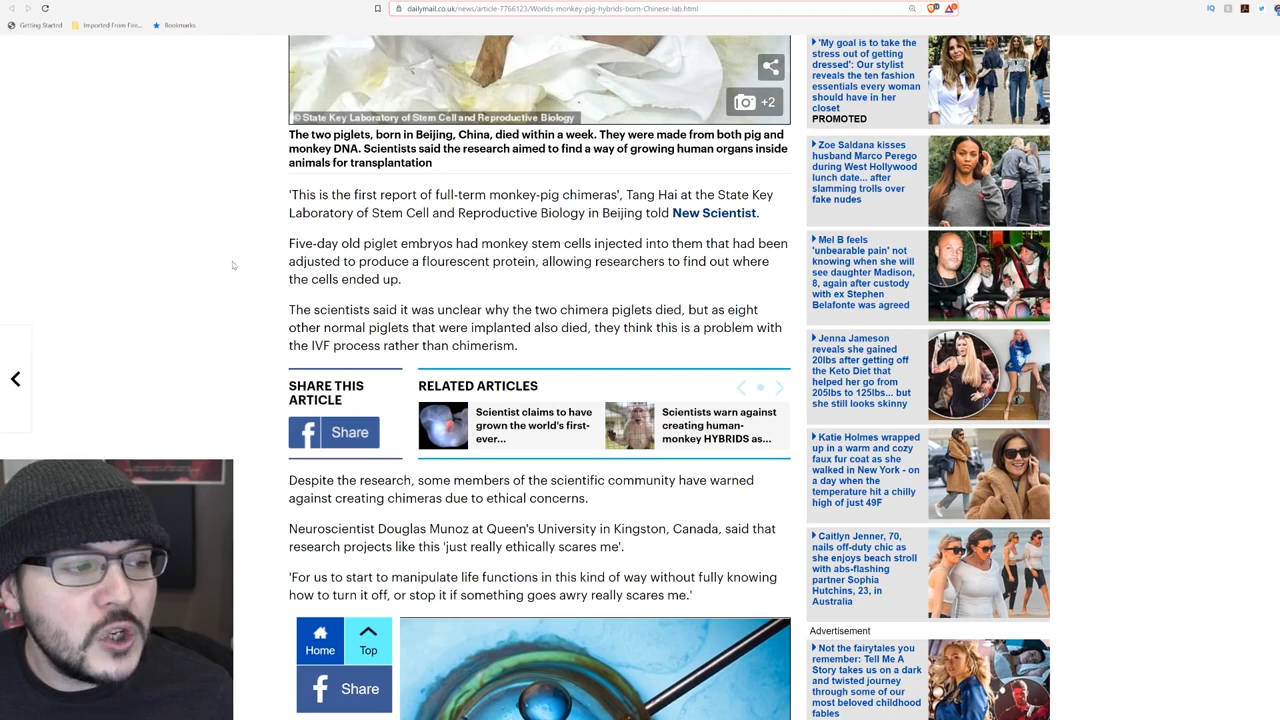 dailymail.co.uk/news/article-7766123/Worlds-monkey-pig-hybrids-born-Chinese-lab.html
IQ
Getting Started
Imported From Fire...
Bookmarks
+2
© State Key Laboratory of Stem Cell and Reproductive Biology
The two piglets, born in Beijing, China, died within a week. They were made from both pig and
monkey DNA. Scientists said the research aimed to find a way of growing human organs inside
animals for transplantation
'This is the first report of full-term monkey-pig chimeras', Tang Hai at the State Key
Laboratory of Stem Cell and Reproductive Biology in Beijing told New Scientist.
Five-day old piglet embryos had monkey stem cells injected into them that had been
adjusted to produce a flourescent protein, allowing researchers to find out where
the cells ended up.
The scientists said it was unclear why the two chimera piglets died, but as eight
other normal piglets that were implanted also died, they think this is a problem with
the IVF process rather than chimerism.
SHARE THIS
ARTICLE
f Share
RELATED ARTICLES
Scientist claims to have
grown the world's first-
ever...
Scientists warn against
creating human-
monkey HYBRIDS as...
Despite the research, some members of the scientific community have warned
against creating chimeras due to ethical concerns.
Neuroscientist Douglas Munoz at Queen's University in Kingston, Canada, said that
research projects like this 'just really ethically scares me'.
'For us to start to manipulate life functions in this kind of way without fully knowing
how to turn it off, or stop it if something goes awry really scares me.'
Home
Top
f Share
'My goal is to take the
stress out of getting
dressed': Our stylist
reveals the ten fashion
essentials every woman
should have in her
closet
PROMOTED
Zoe Saldana kisses
husband Marco Perego
during West Hollywood
lunch date... after
slamming trolls over
fake nudes
Mel B feels
'unbearable pain' not
knowing when she will
see daughter Madison,
8, again after custody
with ex Stephen
Belafonte was agreed
Jenna Jameson
reveals she gained
20lbs after getting off
the Keto Diet that
helped her go from
205lbs to 125lbs... but
she still looks skinny
Katie Holmes wrapped
up in a warm and cozy
faux fur coat as she
walked in New York - on
a day when the
temperature hit a chilly
high of just 49F
Caitlyn Jenner, 70,
nails off-duty chic as
she enjoys beach stroll
with abs-flashing
partner Sophia
Hutchins, 23, in
Australia
Advertisement
Not the fairytales you
remember: Tell Me A
Story takes us on a dark
and twisted journey
through some of our
most beloved childhood
fables